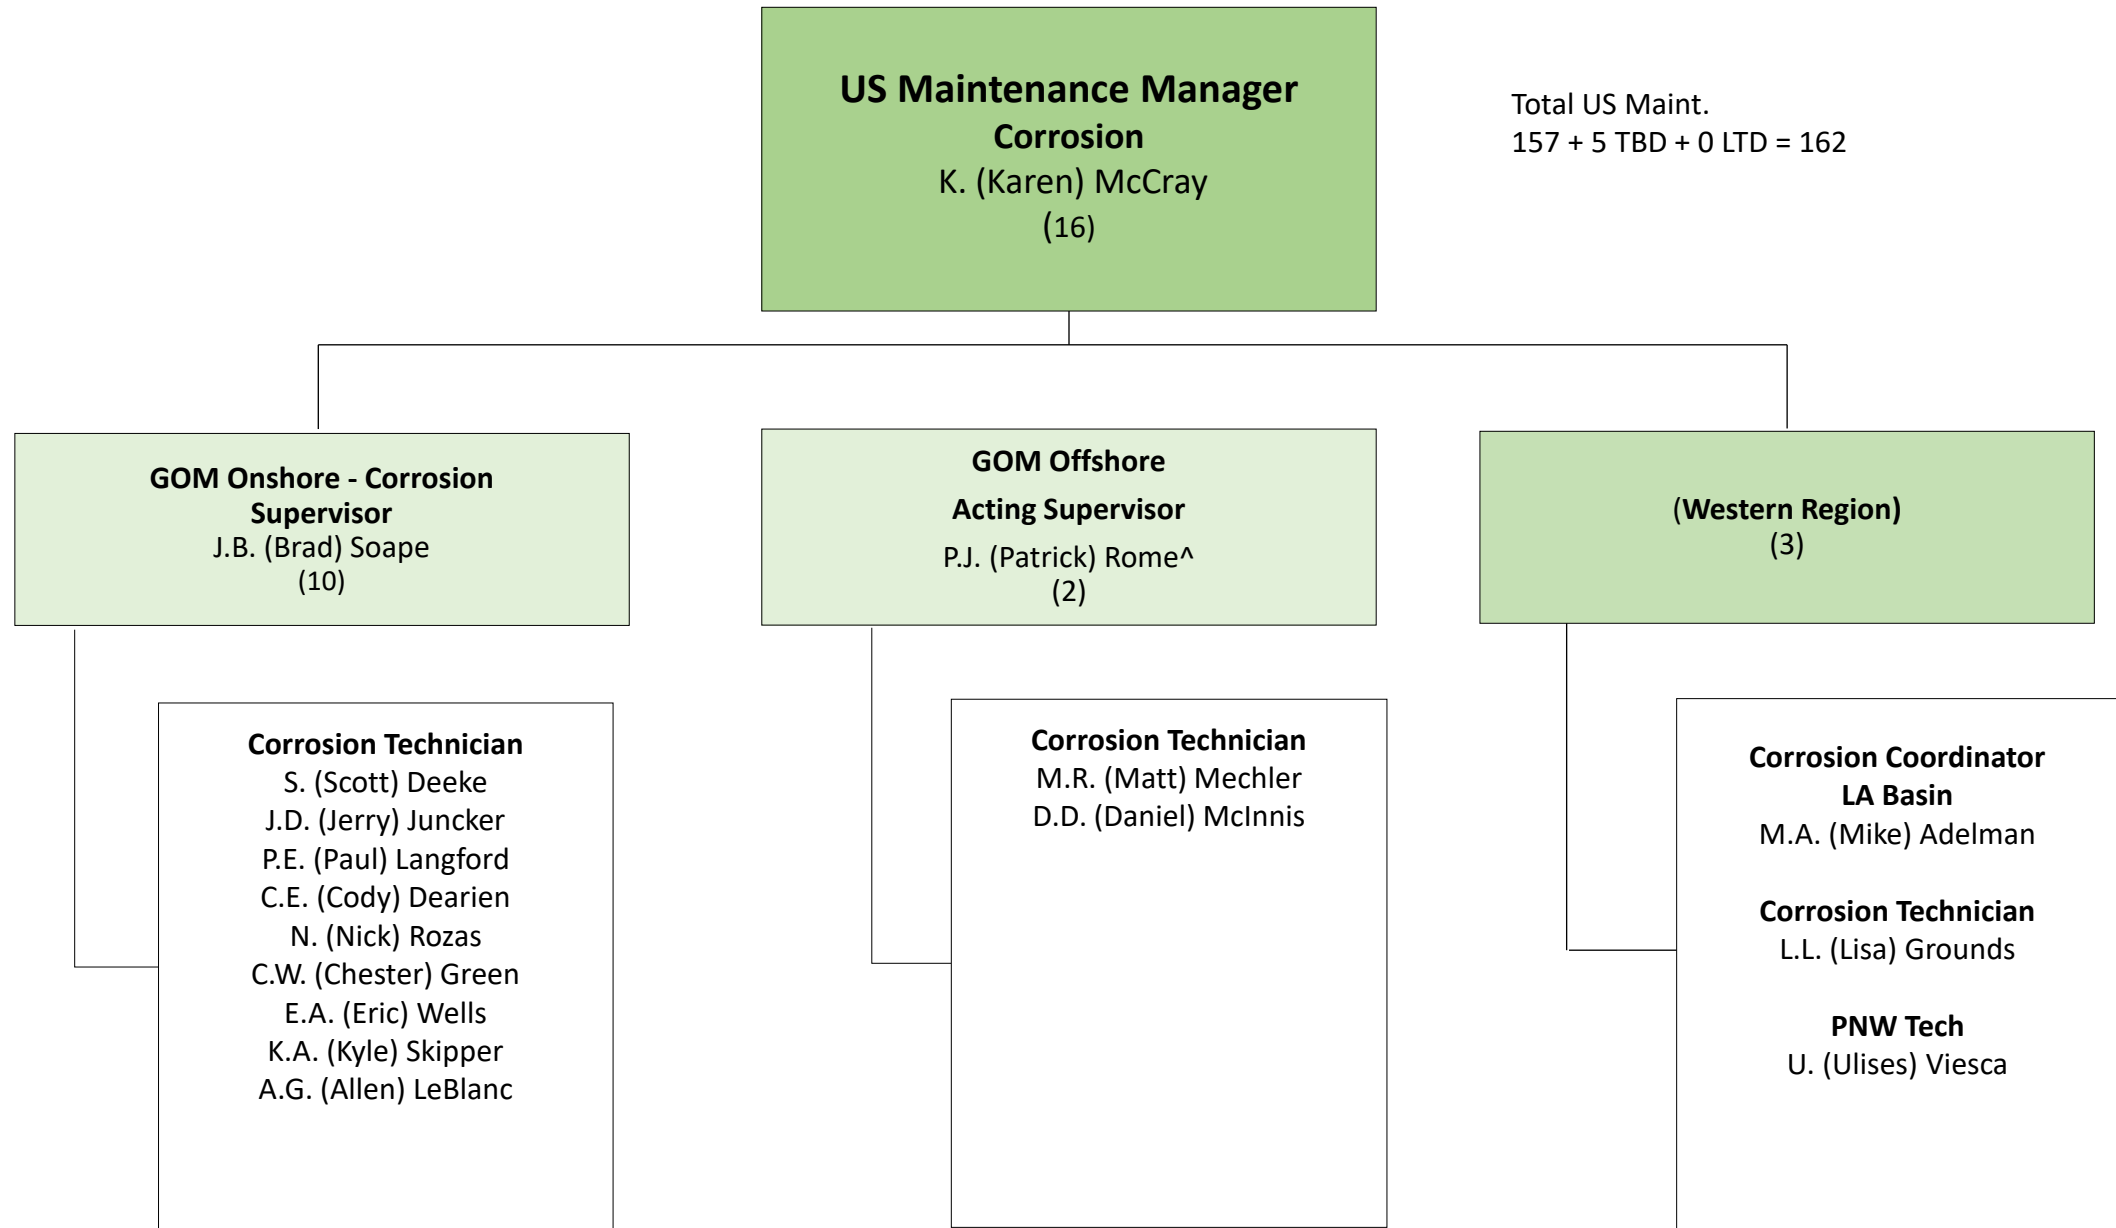 US Maintenance Manager
Corrosion
K. (Karen) McCray
(16)
Total US Maint.
157 + 5 TBD + 0 LTD = 162
GOM Onshore - Corrosion
Supervisor
J.B. (Brad) Soape
(10)
GOM Offshore
Acting Supervisor
P.J. (Patrick) Rome^
(2)
(Western Region)
(3)
Corrosion Technician
S. (Scott) Deeke
J.D. (Jerry) Juncker
P.E. (Paul) Langford
C.E. (Cody) Dearien
N. (Nick) Rozas
C.W. (Chester) Green
E.A. (Eric) Wells
K.A. (Kyle) Skipper
A.G. (Allen) LeBlanc
Corrosion Technician
M.R. (Matt) Mechler
D.D. (Daniel) McInnis
Corrosion Coordinator
LA Basin
M.A. (Mike) Adelman
Corrosion Technician
L.L. (Lisa) Grounds
PNW Tech
U. (Ulises) Viesca